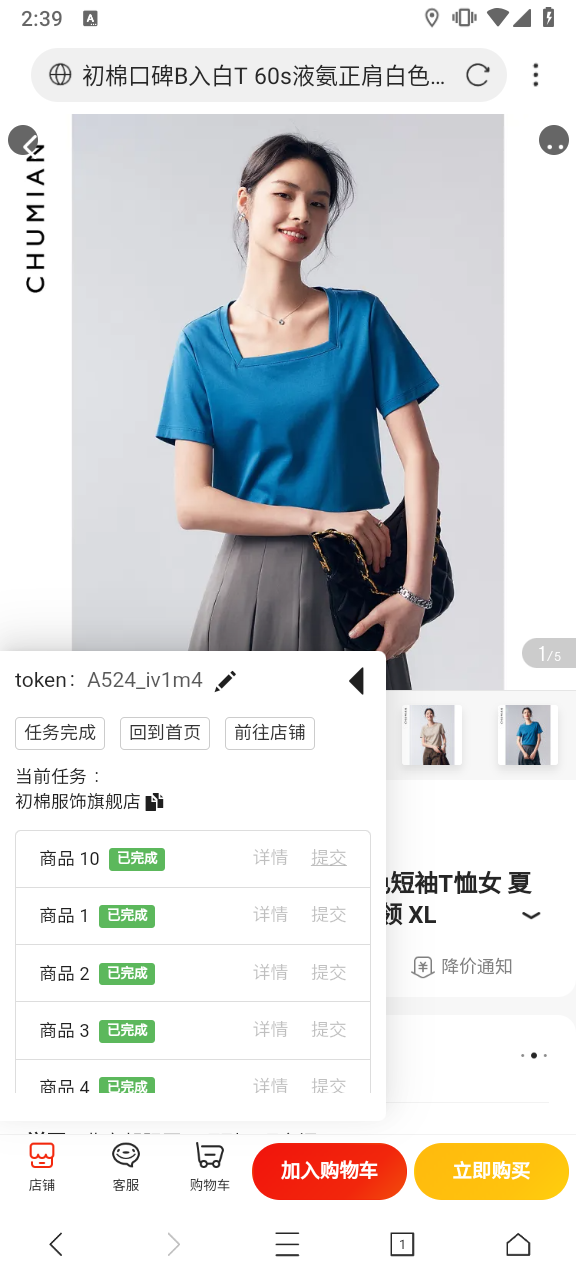 2:39
A
初棉口碑B入白T 60s液氨正肩白色...
CHUMIAN
1/5
token: A524_iv1m4
任务完成 回到首页 前往店铺
当前任务：
初棉服饰旗舰店
商品 10 已完成 详情 提交
商品 1 已完成 详情 提交
商品 2 已完成 详情 提交
商品 3 已完成 详情 提交
商品 4 已完成 详情 提交
短袖T恤女 夏
领 XL
降价通知
店铺 客服 购物车 加入购物车 立即购买
1